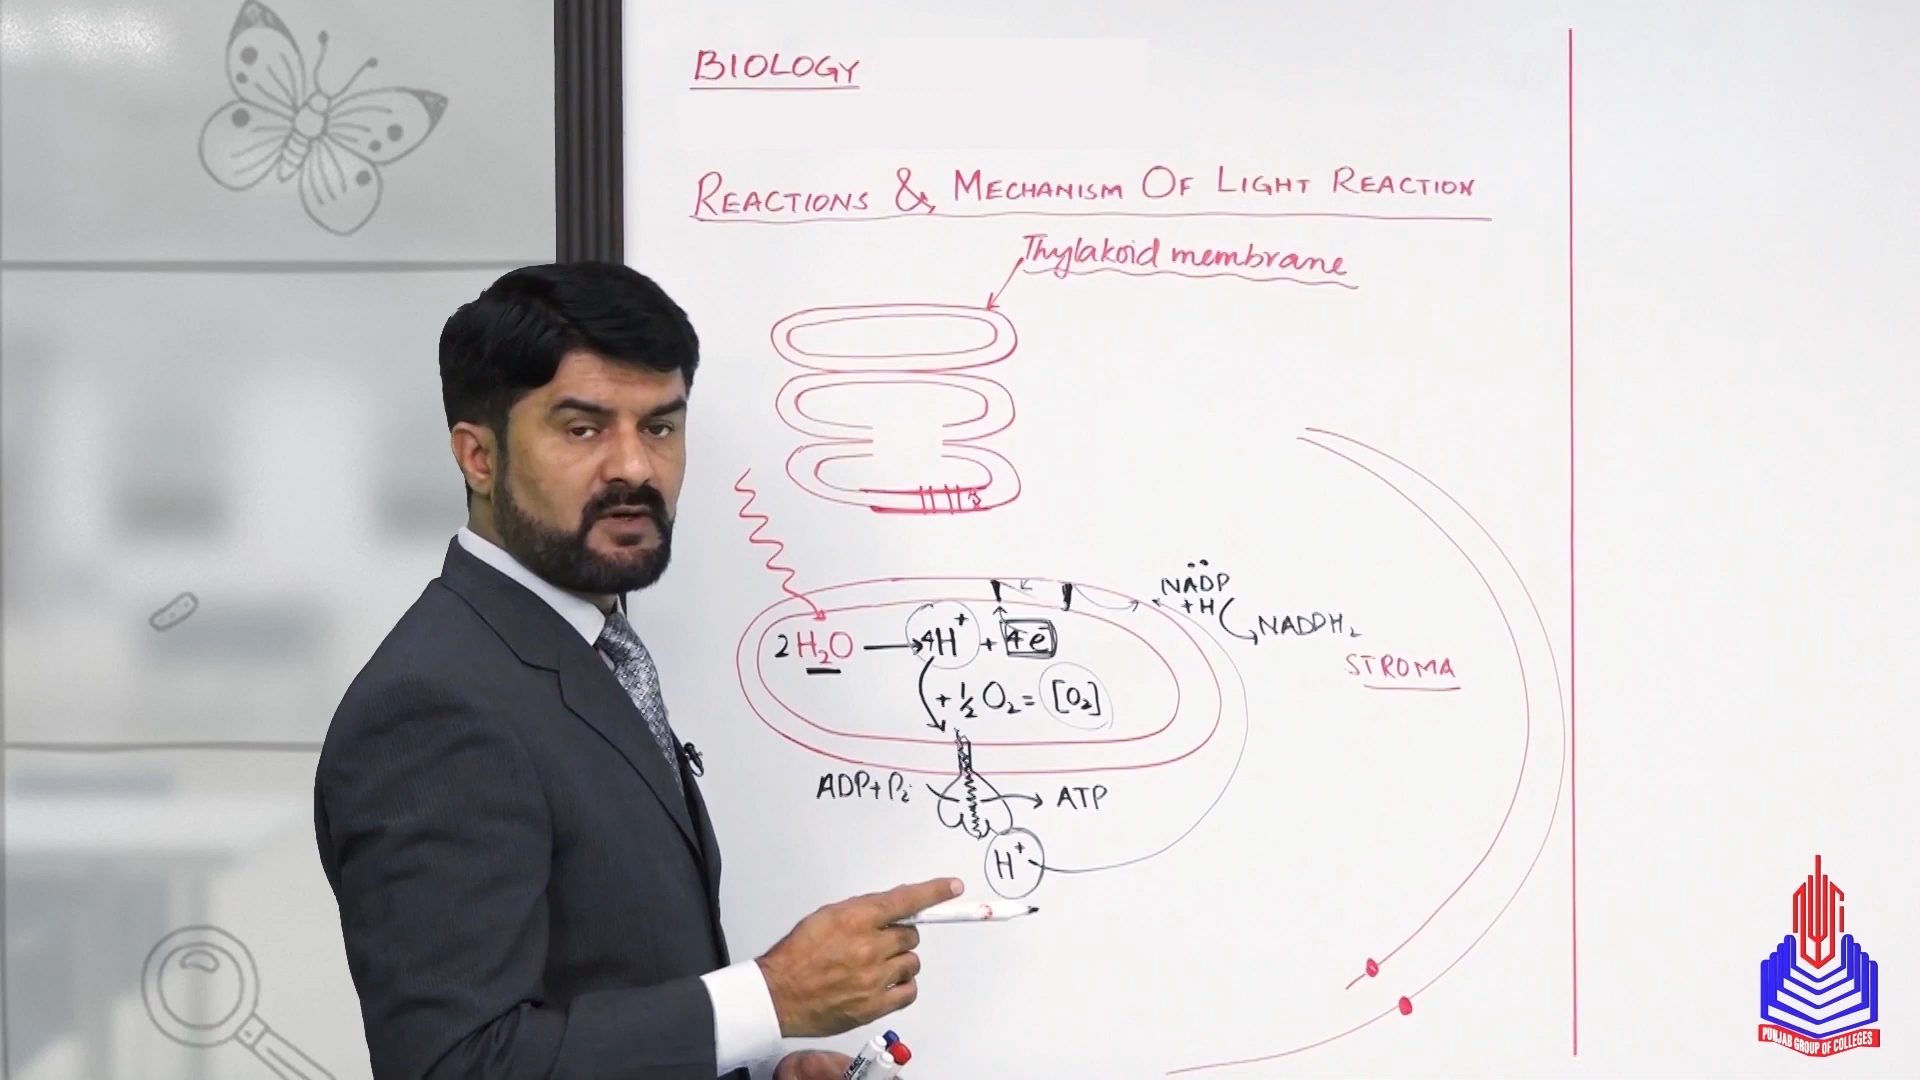 BIOLOGY
REACTIONS & MECHANISM OF LIGHT REACTION
Thylakoid membrane
NADP
+H
NADPH₂
STROMA
2H₂O → 4H⁺ + 4e⁻
+ ½ O₂ = [O₂]
ADP+Pi
ATP
H⁺
PUNJAB GROUP OF COLLEGES